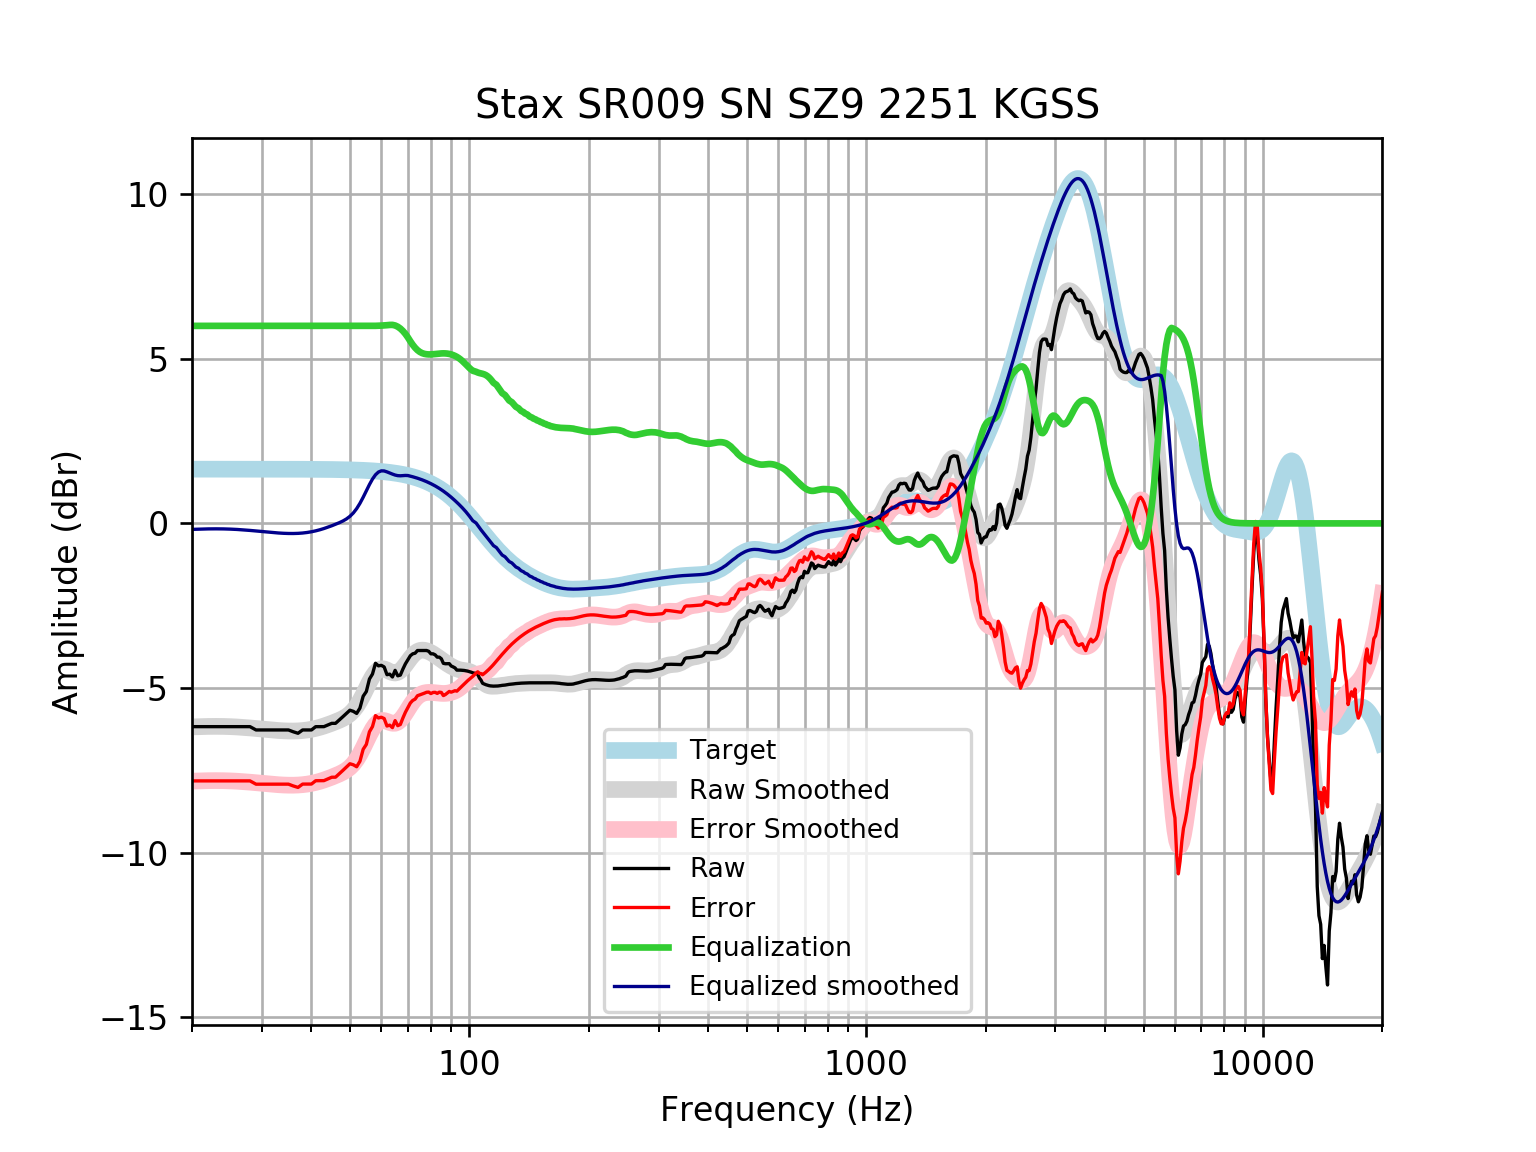 Stax SR009 SN SZ9 2251 KGSS
Amplitude (dBr)
10
5
0
−5
−10
−15
Target
Raw Smoothed
Error Smoothed
Raw
Error
Equalization
Equalized smoothed
100 1000 10000
Frequency (Hz)